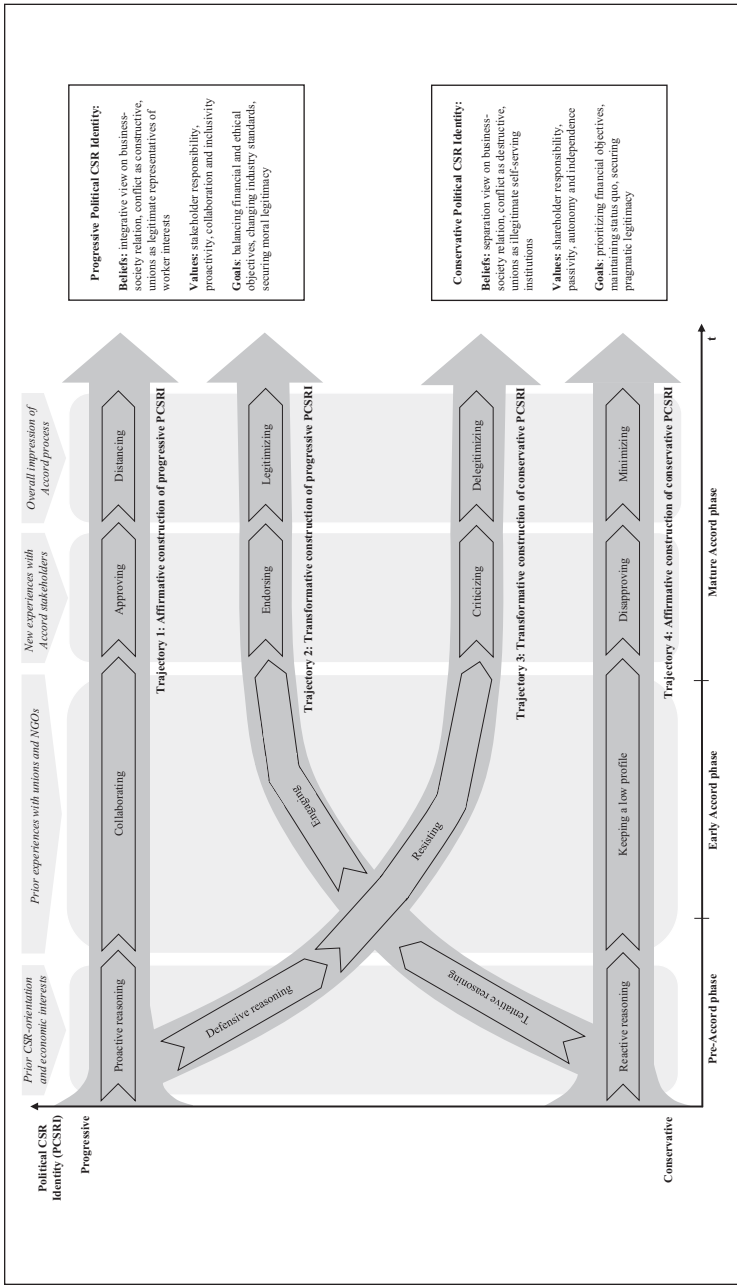 Political CSR
Identity (PCSRI)
Progressive
Conservative
Prior CSR-orientation
and economic interests
Prior experiences with unions and NGOs
New experiences with
Accord stakeholders
Overall impression of
Accord process
Proactive reasoning
Collaborating
Approving
Distancing
Trajectory 1: Affirmative construction of progressive PCSRI
Defensive reasoning
Engaging
Endorsing
Legitimizing
Trajectory 2: Transformative construction of progressive PCSRI
Tentative reasoning
Resisting
Criticizing
Delegitimizing
Trajectory 3: Transformative construction of conservative PCSRI
Reactive reasoning
Keeping a low profile
Disapproving
Minimizing
Trajectory 4: Affirmative construction of conservative PCSRI
Pre-Accord phase
Early Accord phase
Mature Accord phase
t
Progressive Political CSR Identity:
Beliefs: integrative view on business-
society relation, conflict as constructive,
unions as legitimate representatives of
worker interests
Values: stakeholder responsibility,
proactivity, collaboration and inclusivity
Goals: balancing financial and ethical
objectives, changing industry standards,
securing moral legitimacy
Conservative Political CSR Identity:
Beliefs: separation view on business-
society relation, conflict as destructive,
unions as illegitimate self-serving
institutions
Values: shareholder responsibility,
passivity, autonomy and independence
Goals: prioritizing financial objectives,
maintaining status quo, securing
pragmatic legitimacy